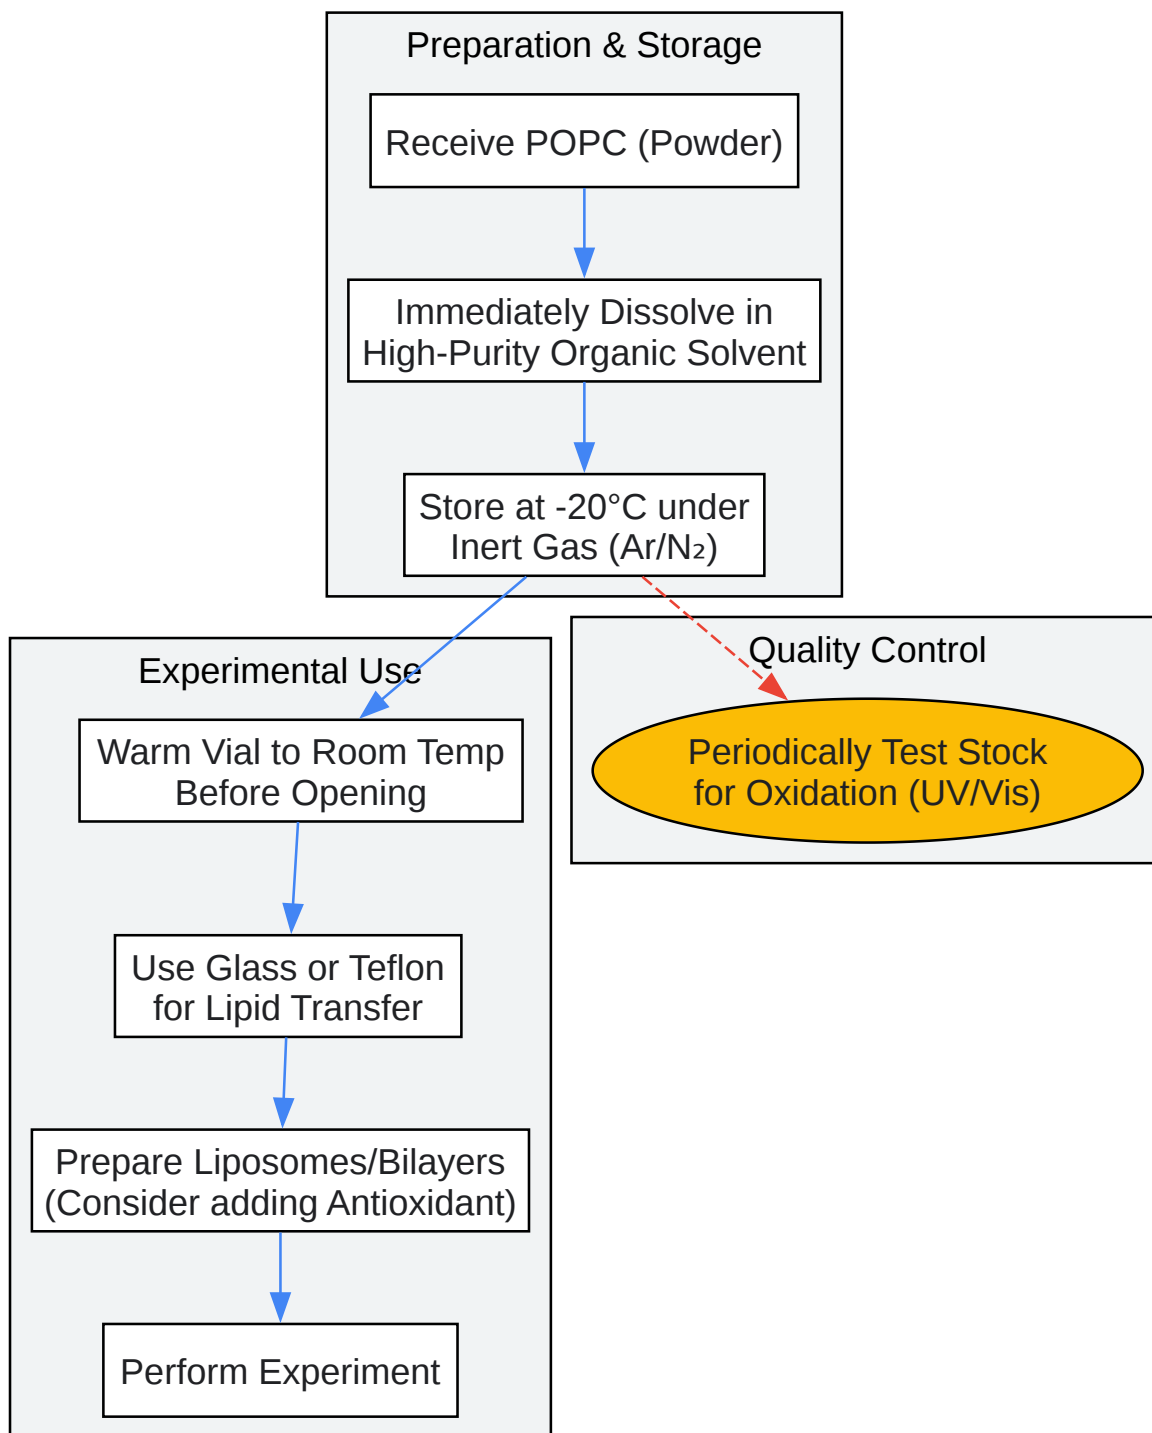 Preparation & Storage
Receive POPC (Powder)
Immediately Dissolve in
High-Purity Organic Solvent
Store at -20°C under
Inert Gas (Ar/N₂)
Quality Control
Periodically Test Stock
for Oxidation (UV/Vis)
Experimental Use
Warm Vial to Room Temp
Before Opening
Use Glass or Teflon
for Lipid Transfer
Prepare Liposomes/Bilayers
(Consider adding Antioxidant)
Perform Experiment